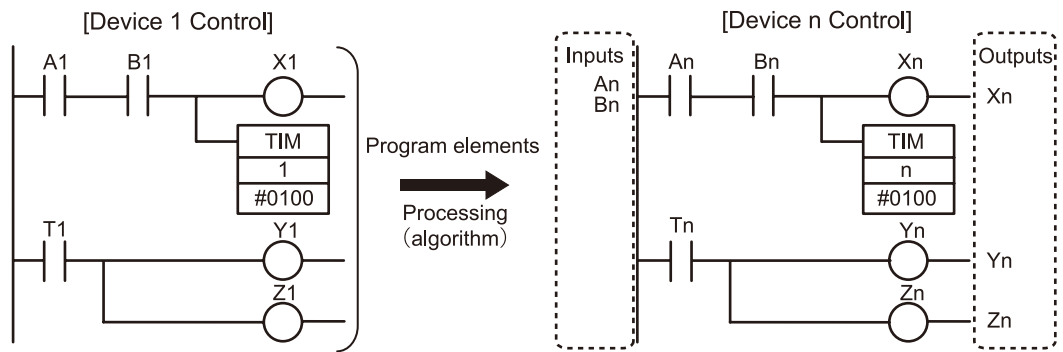 [Device 1 Control]
A1 B1 X1
TIM
1
#0100
T1 Y1
Z1
Program elements
Processing
(algorithm)
[Device n Control]
Inputs
An
Bn
An Bn Xn
TIM
n
#0100
Tn Yn
Zn
Outputs
Xn
Yn
Zn